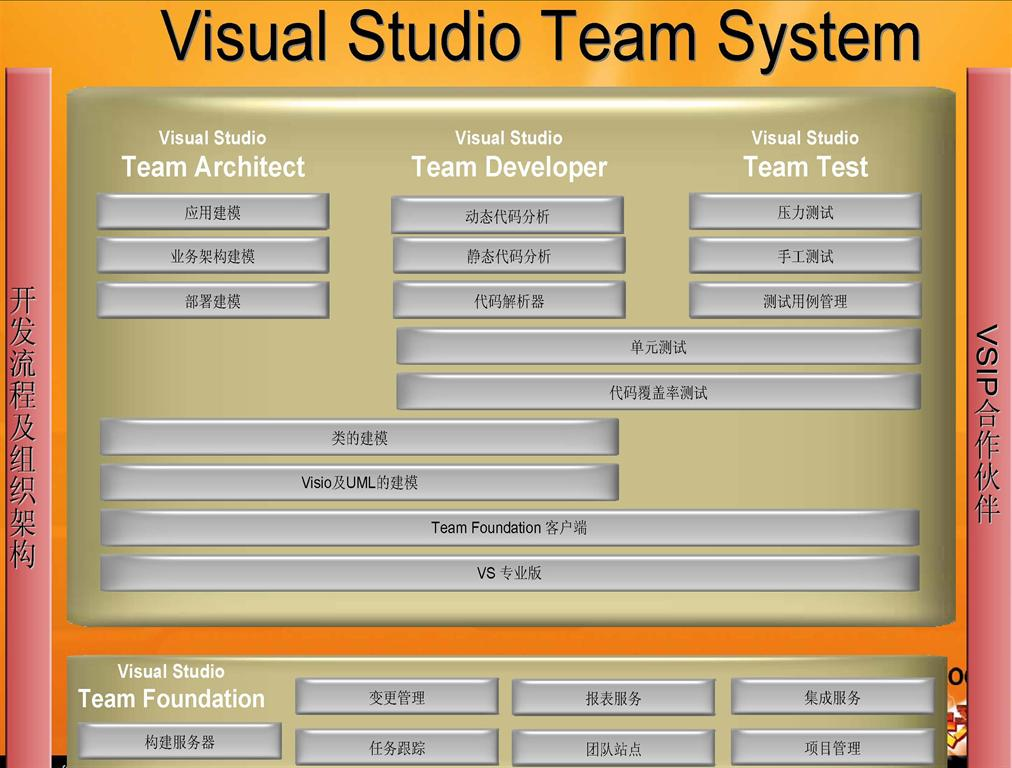 Visual Studio Team System
开发流程及组织架构
VSIP合作伙伴
Visual Studio
Team Architect
应用建模
业务架构建模
部署建模
Visual Studio
Team Developer
动态代码分析
静态代码分析
代码解析器
Visual Studio
Team Test
压力测试
手工测试
测试用例管理
单元测试
代码覆盖率测试
类的建模
Visio及UML的建模
Team Foundation 客户端
VS 专业版
Visual Studio
Team Foundation
变更管理
报表服务
集成服务
构建服务器
任务跟踪
团队站点
项目管理